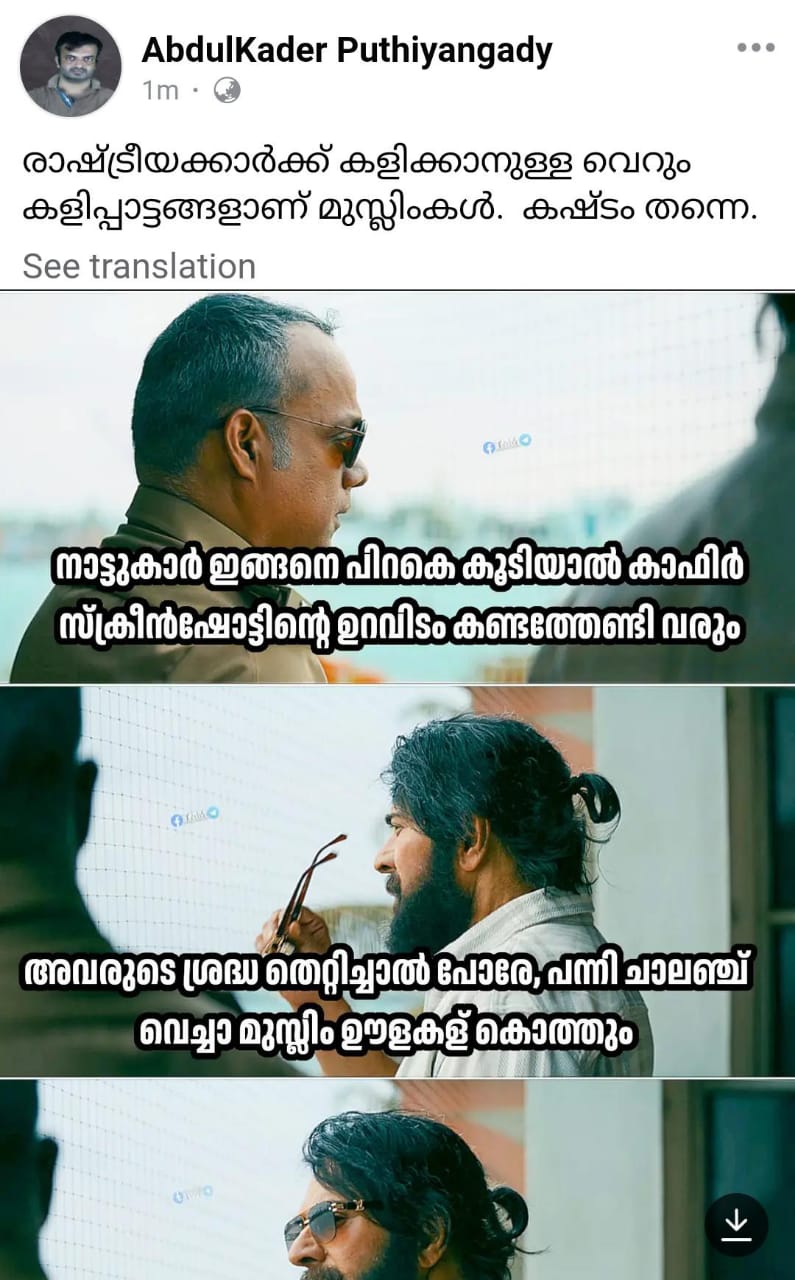 AbdulKader Puthiyangady
1m
രാഷ്ട്രീയക്കാർക്ക് കളിക്കാനുള്ള വെറും
കളിപ്പാട്ടങ്ങളാണ് മുസ്ലിംകൾ. കഷ്ടം തന്നെ.
See translation
നാട്ടുകാർ ഇങ്ങനെ പിറകെ കൂടിയാൽ കാഫിർ
സ്ക്രീൻഷോട്ടിന്റെ ഉറവിടം കണ്ടത്തേണ്ടി വരും
അവരുടെ ശ്രദ്ധ തെറ്റിച്ചാൽ പോരേ, പന്നി ചാലഞ്ച്
വെച്ചാ മുസ്ലിം ഊളകള് കൊത്തും